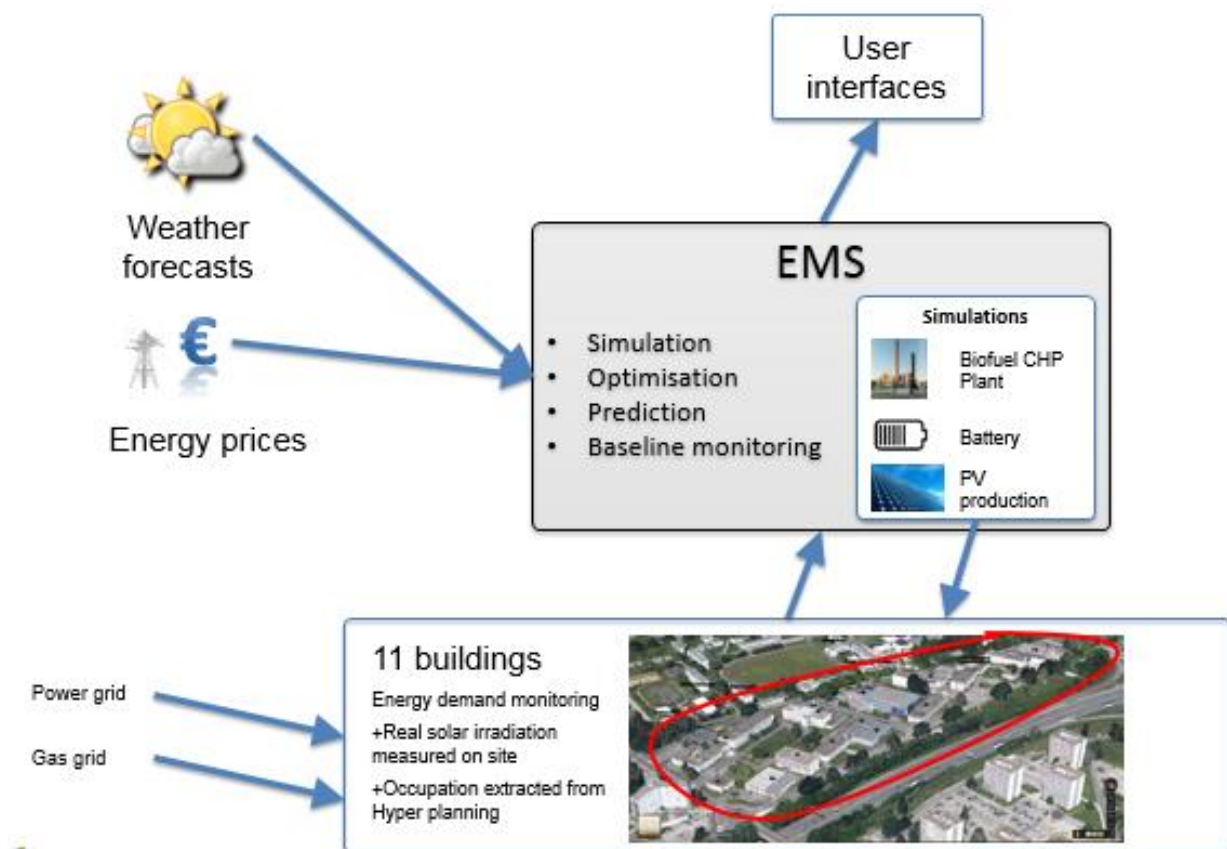 User
interfaces
Weather
forecasts
€
Energy prices
EMS
• Simulation
• Optimisation
• Prediction
• Baseline monitoring
Simulations
Biofuel CHP
Plant
Battery
PV
production
11 buildings
Energy demand monitoring
+Real solar irradiation
measured on site
+Occupation extracted from
Hyper planning
Power grid
Gas grid